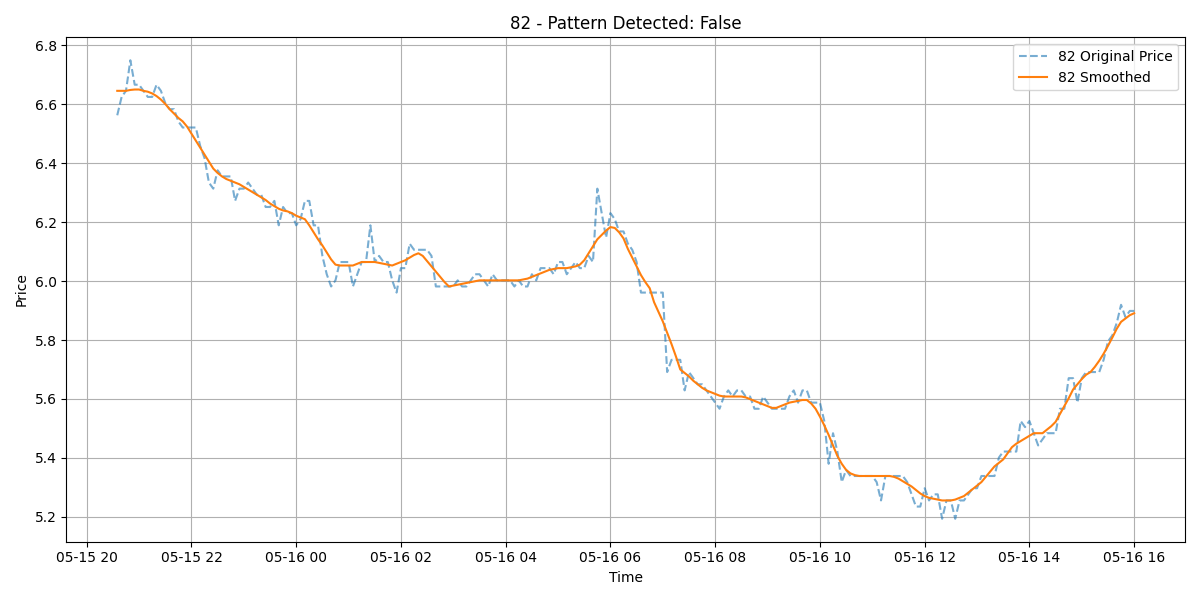 82 - Pattern Detected: False
82 Original Price
82 Smoothed
Price
6.8
6.6
6.4
6.2
6.0
5.8
5.6
5.4
5.2
05-15 20 05-15 22 05-16 00 05-16 02 05-16 04 05-16 06 05-16 08 05-16 10 05-16 12 05-16 14 05-16 16
Time